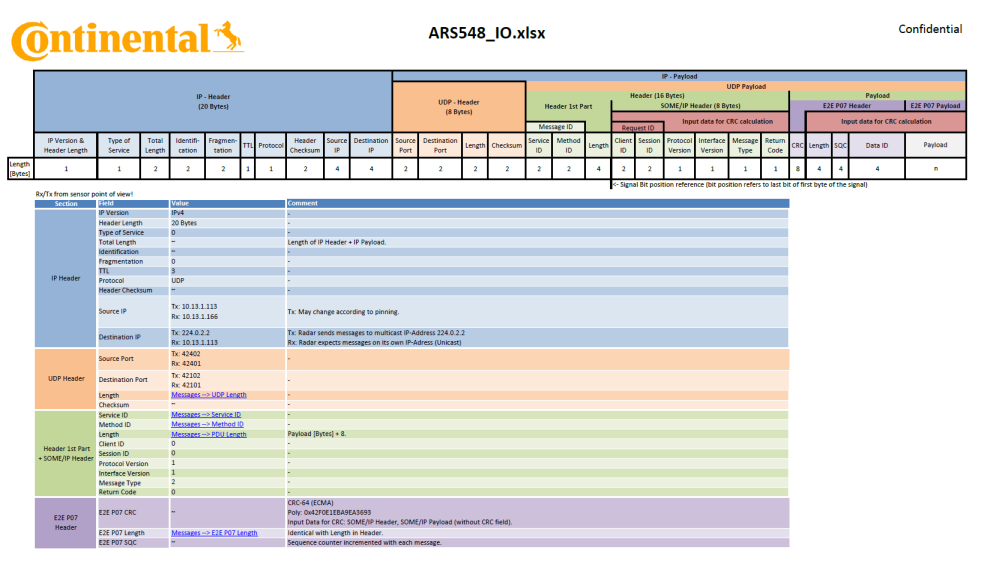 Continental
ARS548_IO.xlsx
Confidential
IP - Payload
UDP Payload
IP - Header
(20 Bytes)
UDP - Header
(8 Bytes)
Header (16 Bytes)
Payload
Header 1st Part
SOME/IP Header (8 Bytes)
E2E P07 Header
E2E P07 Payload
Message ID
Request ID
Input data for CRC calculation
Input data for CRC calculation
IP Version & Header Length
Type of Service
Total Length
Identifi-cation
Fragmen-tation
TTL
Protocol
Header Checksum
Source IP
Destination IP
Source Port
Destination Port
Length
Checksum
Service ID
Method ID
Length
Client ID
Session ID
Protocol Version
Interface Version
Message Type
Return Code
CRC
Length
SQC
Data ID
Payload
Length [Bytes] 1 1 2 2 2 1 1 2 4 4 2 2 2 2 2 2 4 2 2 1 1 1 1 8 4 4 4 n
<- Signal Bit position reference (bit position refers to last bit of first byte of the signal)
Rx/Tx from sensor point of view!
Section Field Value Comment
IP Header
IP Version IPv4 -
Header Length 20 Bytes -
Type of Service 0 -
Total Length ~ Length of IP Header + IP Payload.
Identification ~ -
Fragmentation 0 -
TTL 3 -
Protocol UDP -
Header Checksum ~ -
Source IP
Tx: 10.13.1.113
Rx: 10.13.1.166
Tx: May change according to pinning.
Destination IP
Tx: 224.0.2.2
Rx: 10.13.1.113
Tx: Radar sends messages to multicast IP-Address 224.0.2.2
Rx: Radar expects messages on its own IP-Adress (Unicast)
UDP Header
Source Port
Tx: 42402
Rx: 42401
-
Destination Port
Tx: 42102
Rx: 42101
-
Length Messages --> UDP Length -
Checksum ~ -
Header 1st Part
+ SOME/IP Header
Service ID Messages --> Service ID -
Method ID Messages --> Method ID -
Length Messages --> PDU Length Payload [Bytes] + 8.
Client ID 0 -
Session ID 0 -
Protocol Version 1 -
Interface Version 1 -
Message Type 2 -
Return Code 0 -
E2E P07
Header
E2E P07 CRC ~
CRC-64 (ECMA)
Poly: 0x42F0E1EBA9EA3693
Input Data for CRC: SOME/IP Header, SOME/IP Payload (without CRC field).
E2E P07 Length Messages --> E2E P07 Length Identical with Length in Header.
E2E P07 SQC ~ Sequence counter incremented with each message.